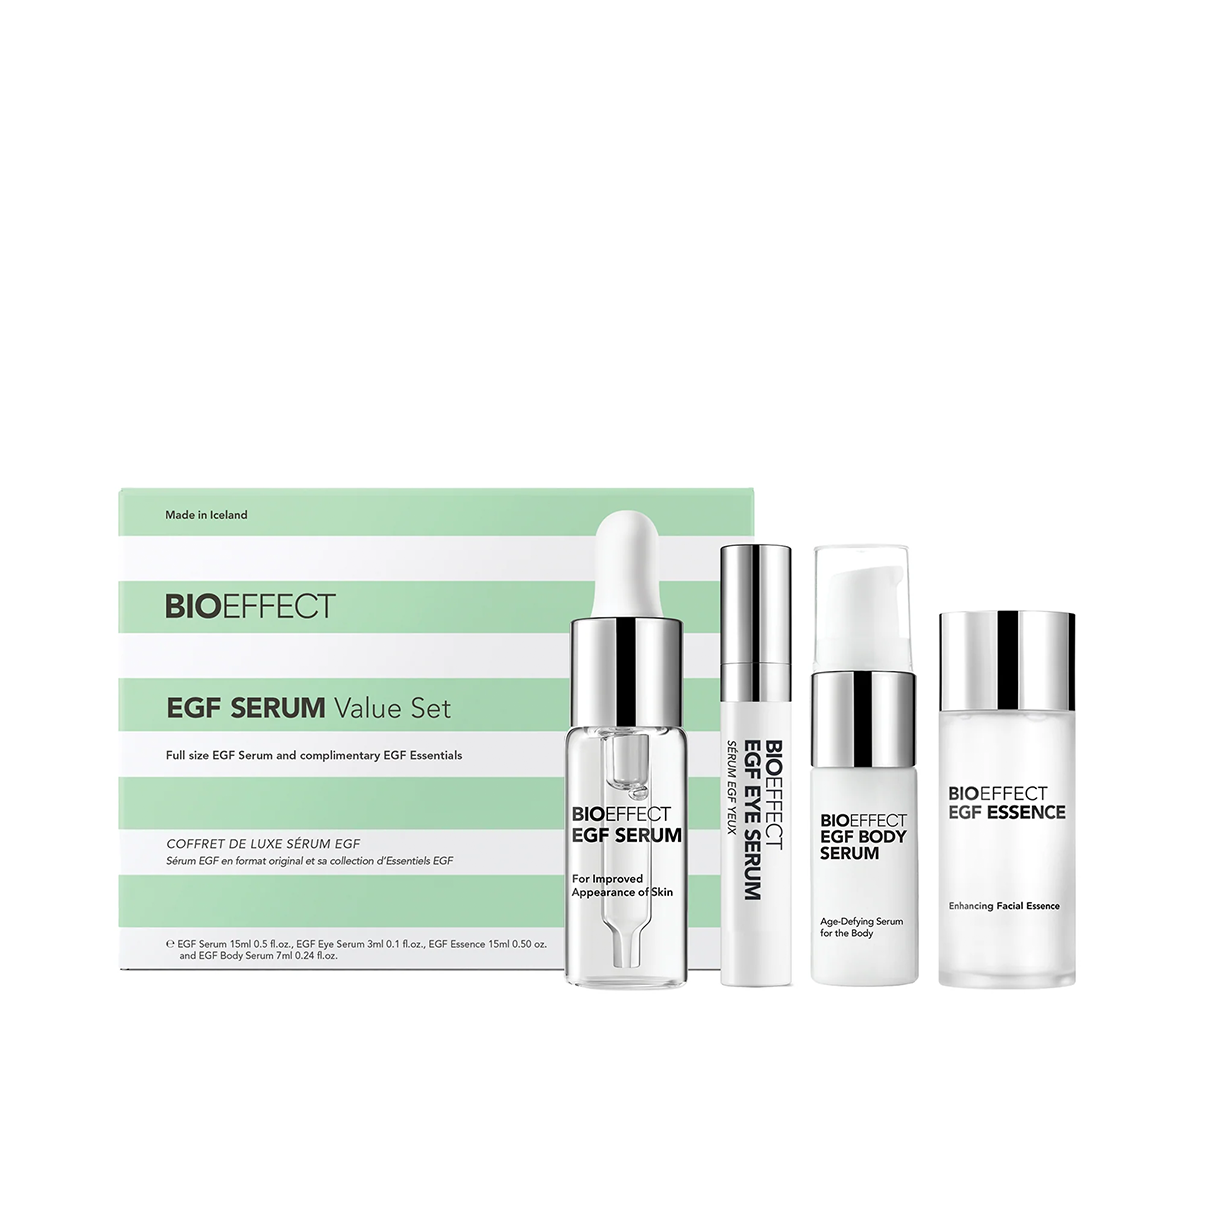 Made in Iceland
BIOEFFECT
EGF SERUM Value Set
Full size EGF Serum and complimentary EGF Essentials
COFFRET DE LUXE SÉRUM EGF
Sérum EGF en format original et sa collection d'Essentiels EGF
℮ EGF Serum 15ml 0.5 fl.oz., EGF Eye Serum 3ml 0.1 fl.oz., EGF Essence 15ml 0.50 oz.
and EGF Body Serum 7ml 0.24 fl.oz.
BIOEFFECT
EGF SERUM
For Improved
Appearance of Skin
BIOEFFECT
EGF EYE SERUM
SÉRUM EGF YEUX
BIOEFFECT
EGF BODY
SERUM
Age-Defying Serum
for the Body
BIOEFFECT
EGF ESSENCE
Enhancing Facial Essence